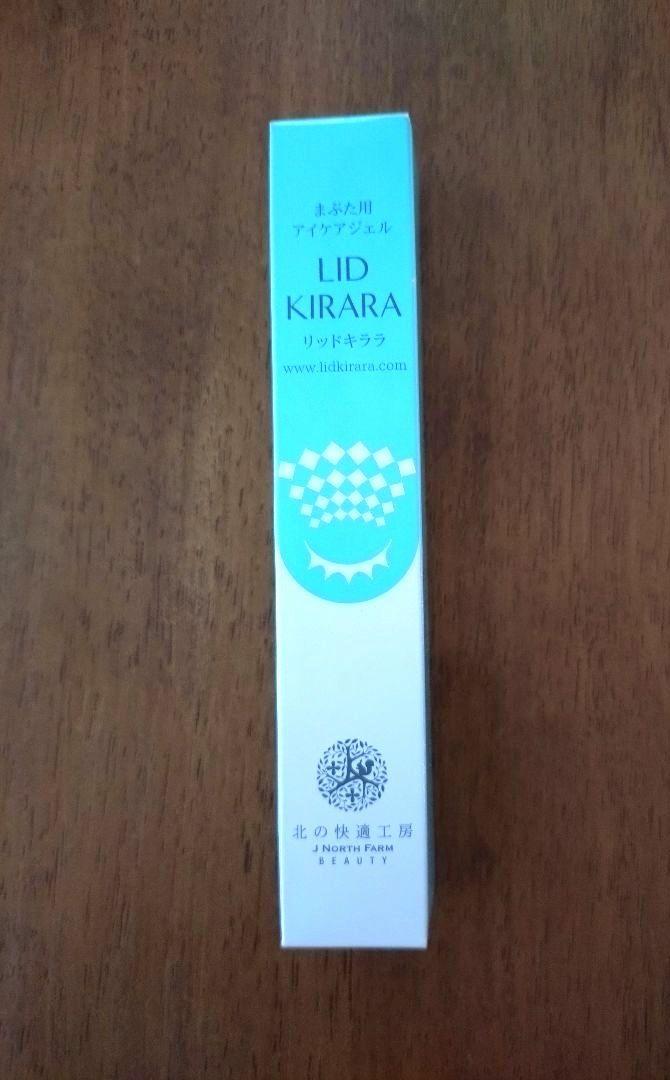 まぶた用
アイケアジェル
LID
KIRARA
リッドキララ
www.lidkirara.com
北の快適工房
J NORTH FARM
BEAUTY